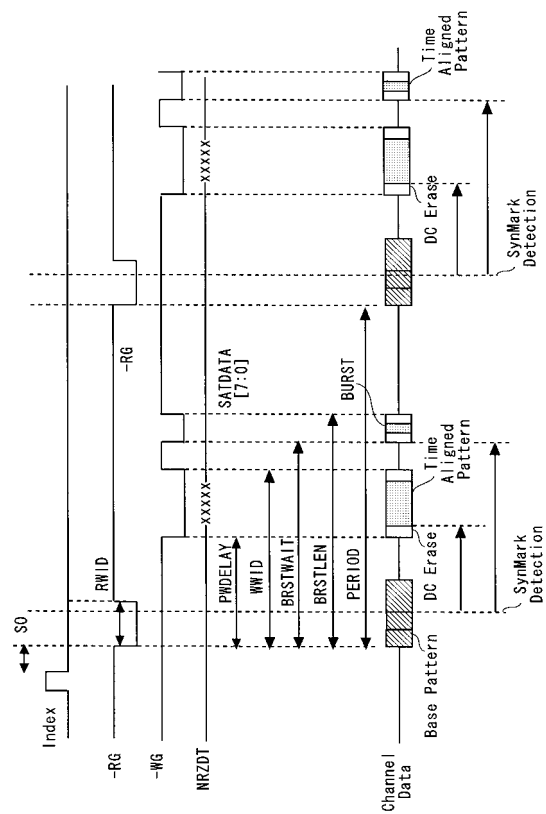 Index
S0
-RG
RWID
-RG
-WG
NRZDT
XXXXX
SATDATA
[7:0]
XXXXX
PWDELAY
WWID
BRSTWAIT
BRSTLEN
PERIOD
BURST
Channel
Data
Base Pattern
DC Erase
Time
Aligned
Pattern
DC Erase
Time
Aligned
Pattern
SynMark
Detection
SynMark
Detection